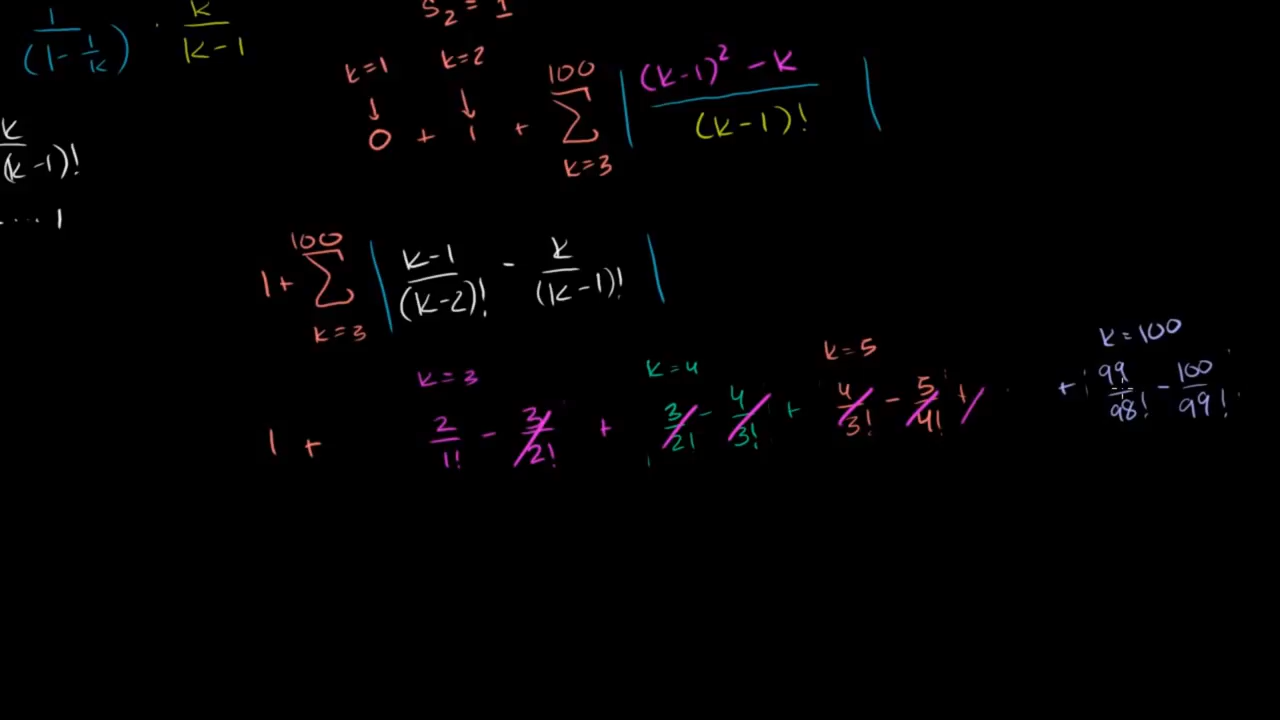 1/(1 - 1/k) · k/(k-1)
S₂ = 1
k=1 k=2
0 + 1 + ∑ k=3 100 | ((k-1)² - k)/(k-1)! |
k/(k-1)!
... 1
1 + ∑ k=3 100 | (k-1)/(k-2)! - k/(k-1)! |
k=3 k=4 k=5 k=100
1 + 2/1! - 3/2! + 3/2! - 4/3! + 4/3! - 5/4! + + 99/98! - 100/99!